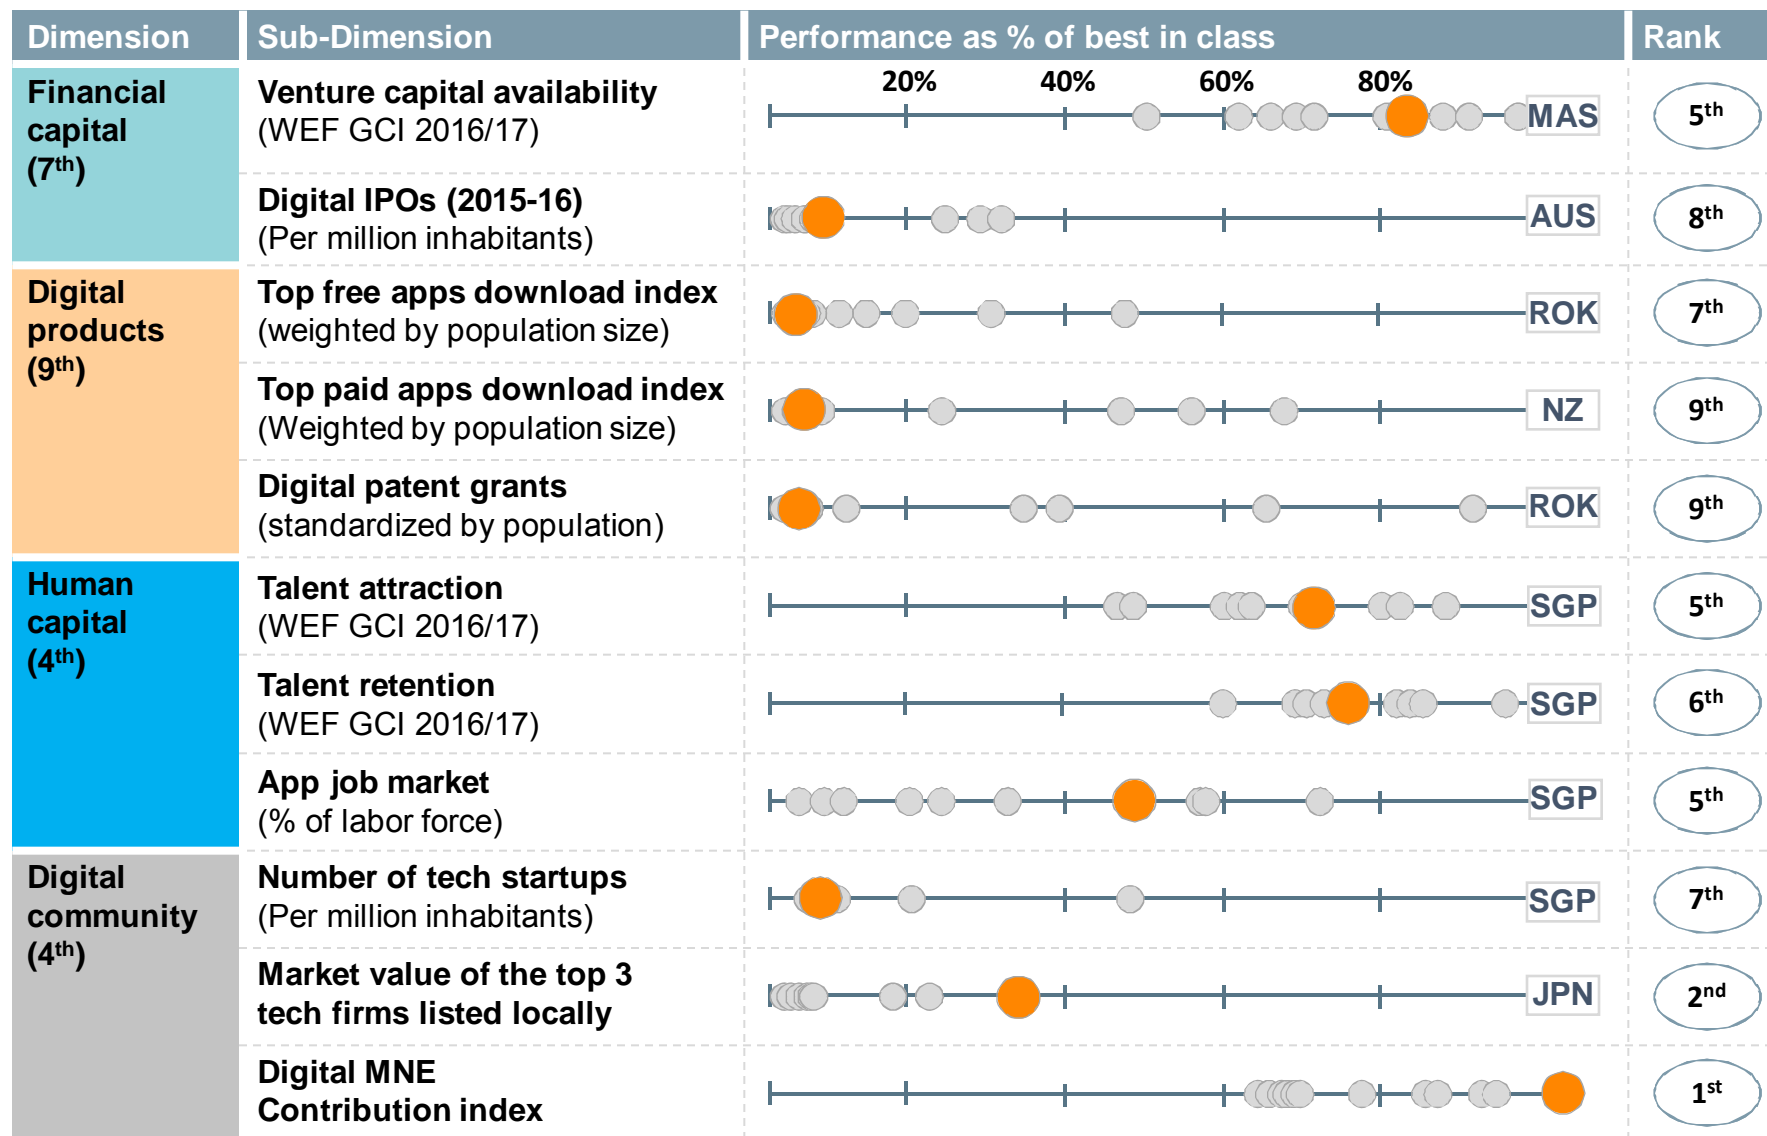 Dimension
Sub-Dimension
Performance as % of best in class
Rank
Financial
capital
(7th)
Venture capital availability
(WEF GCI 2016/17)
20% 40% 60% 80%
MAS
5th
Digital IPOs (2015-16)
(Per million inhabitants)
AUS
8th
Digital
products
(9th)
Top free apps download index
(weighted by population size)
ROK
7th
Top paid apps download index
(Weighted by population size)
NZ
9th
Digital patent grants
(standardized by population)
ROK
9th
Human
capital
(4th)
Talent attraction
(WEF GCI 2016/17)
SGP
5th
Talent retention
(WEF GCI 2016/17)
SGP
6th
App job market
(% of labor force)
SGP
5th
Digital
community
(4th)
Number of tech startups
(Per million inhabitants)
SGP
7th
Market value of the top 3
tech firms listed locally
JPN
2nd
Digital MNE
Contribution index
1st